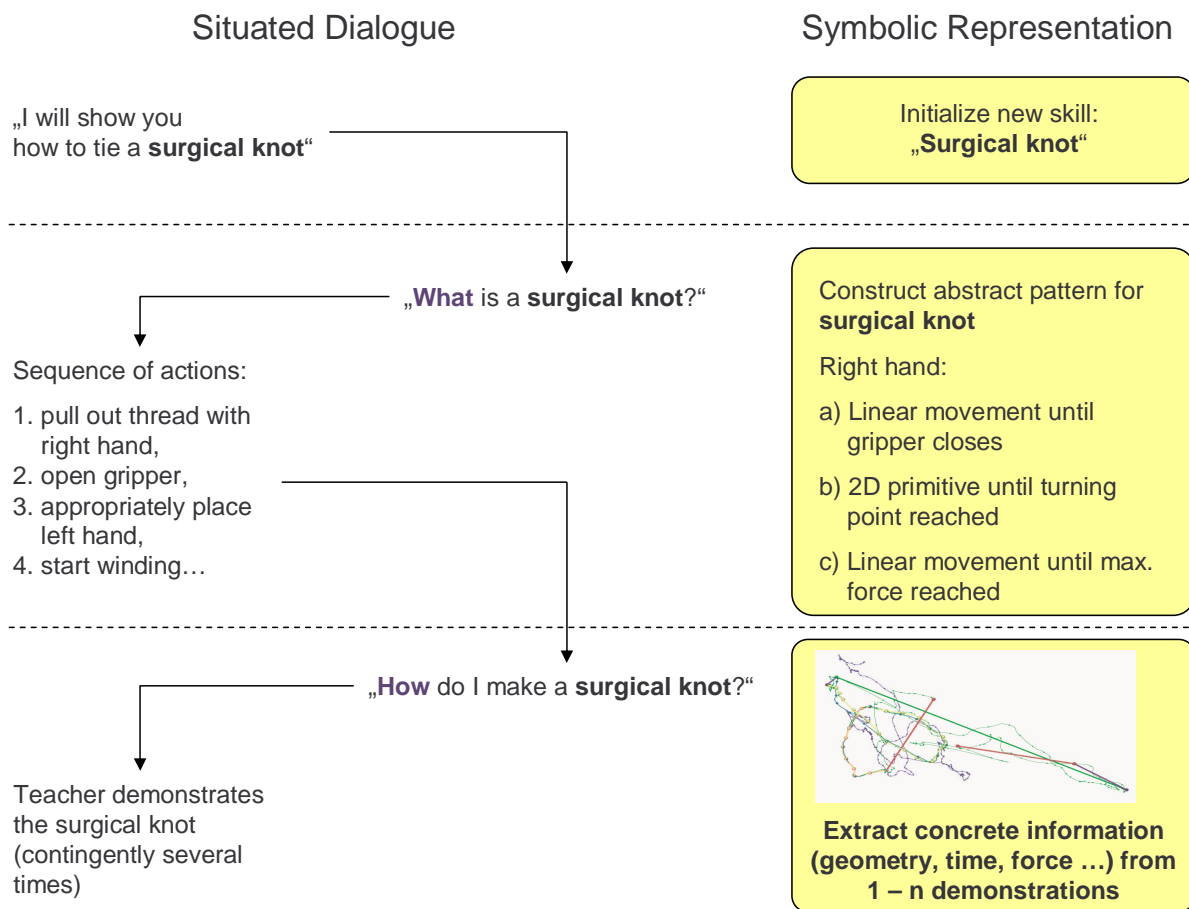 Situated Dialogue
Symbolic Representation
„I will show you
how to tie a surgical knot“
Initialize new skill:
„Surgical knot“
„What is a surgical knot?“
Sequence of actions:
1. pull out thread with
right hand,
2. open gripper,
3. appropriately place
left hand,
4. start winding…
Construct abstract pattern for
surgical knot
Right hand:
a) Linear movement until
gripper closes
b) 2D primitive until turning
point reached
c) Linear movement until max.
force reached
„How do I make a surgical knot?“
Teacher demonstrates
the surgical knot
(contingently several
times)
Extract concrete information
(geometry, time, force …) from
1 – n demonstrations